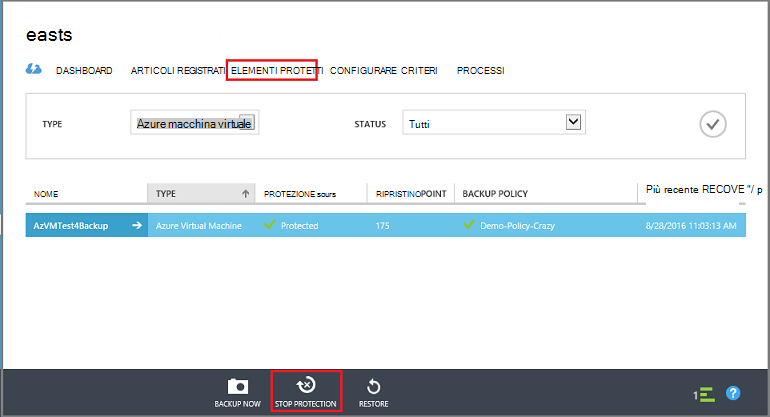 easts
DASHBOARD ARTICOLI REGISTRATI ELEMENTI PROTETTI CONFIGURARE CRITERI PROCESSI
TYPE Azure macchina virtuale STATUS Tutti
NOME TYPE PROTEZIONE sours RIPRISTINOPOINT BACKUP POLICY Più recente RECOVE "/ p
AzVMTest4Backup Azure Virtual Machine Protected 175 Demo-Policy-Crazy 8/28/2016 11:03:13 AM
BACKUP NOW STOP PROTECTION RESTORE 1 ?